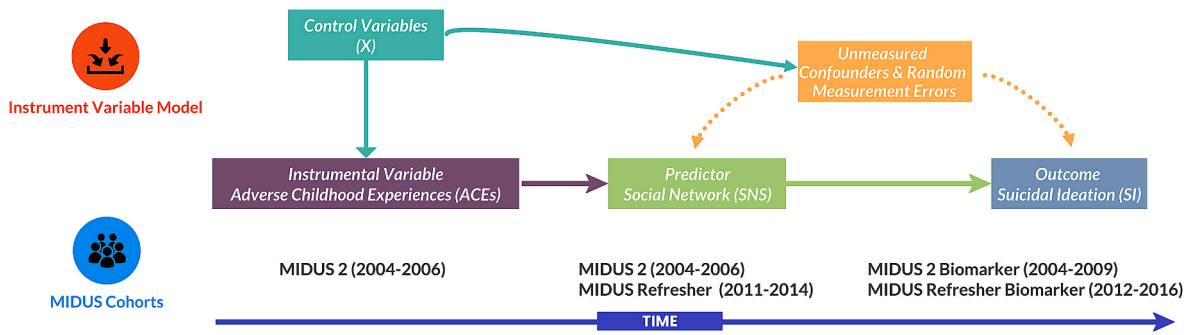 Control Variables
(X)
Unmeasured
Confounders & Random
Measurement Errors
Instrument Variable Model
Instrumental Variable
Adverse Childhood Experiences (ACEs)
Predictor
Social Network (SNS)
Outcome
Suicidal Ideation (SI)
MIDUS Cohorts
MIDUS 2 (2004-2006)
MIDUS 2 (2004-2006)
MIDUS Refresher (2011-2014)
MIDUS 2 Biomarker (2004-2009)
MIDUS Refresher Biomarker (2012-2016)
TIME